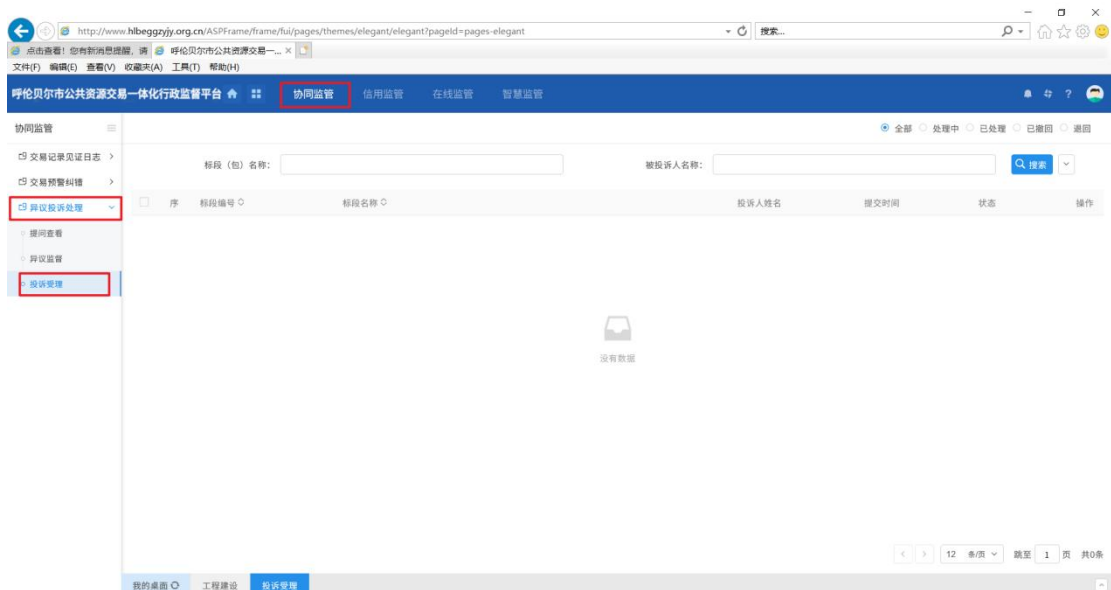 http://www.hlbeggzyjy.org.cn/ASPFrame/frame/fui/pages/themes/elegant/elegant?pageId=pages-elegant 搜索...
点击查看！您有新消息提醒，请 呼伦贝尔市公共资源交易一... ×
文件(F) 编辑(E) 查看(V) 收藏夹(A) 工具(T) 帮助(H)
呼伦贝尔市公共资源交易一体化行政监督平台 协同监管 信用监管 在线监管 智慧监管
协同监管 全部 处理中 已处理 已撤回 退回
交易记录见证日志
标段（包）名称： 被投诉人名称： 搜索
交易预警纠错
异议投诉处理
序 标段编号 标段名称 投诉人姓名 提交时间 状态 操作
提问查看
异议监督
投诉受理
没有数据
12 条/页 跳至 1 页 共0条
我的桌面 工程建设 投诉受理